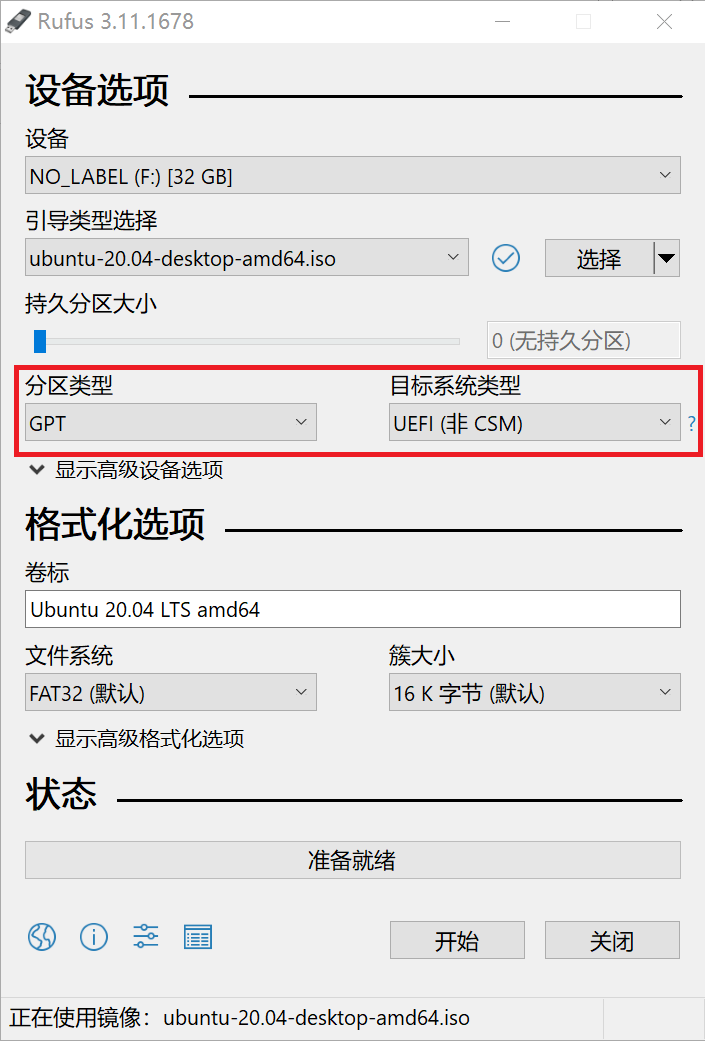 Rufus 3.11.1678
设备选项
设备
NO_LABEL (F:) [32 GB]
引导类型选择
ubuntu-20.04-desktop-amd64.iso
选择
持久分区大小
0 (无持久分区)
分区类型
目标系统类型
GPT
UEFI (非 CSM)
?
显示高级设备选项
格式化选项
卷标
Ubuntu 20.04 LTS amd64
文件系统
簇大小
FAT32 (默认)
16 K 字节 (默认)
显示高级格式化选项
状态
准备就绪
开始
关闭
正在使用镜像：ubuntu-20.04-desktop-amd64.iso